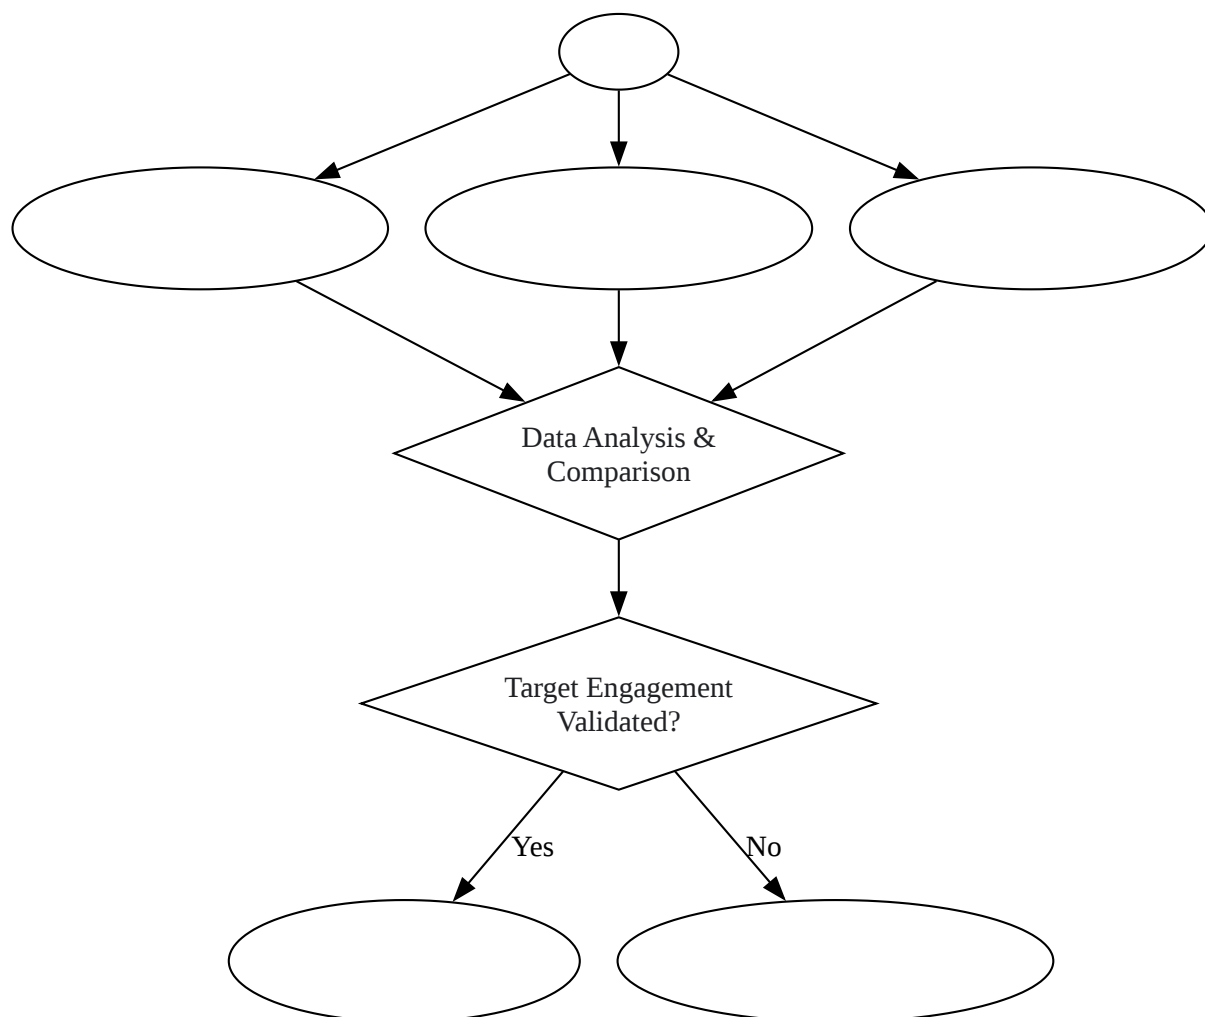 Data Analysis &
Comparison
Target Engagement
Validated?
Yes
No